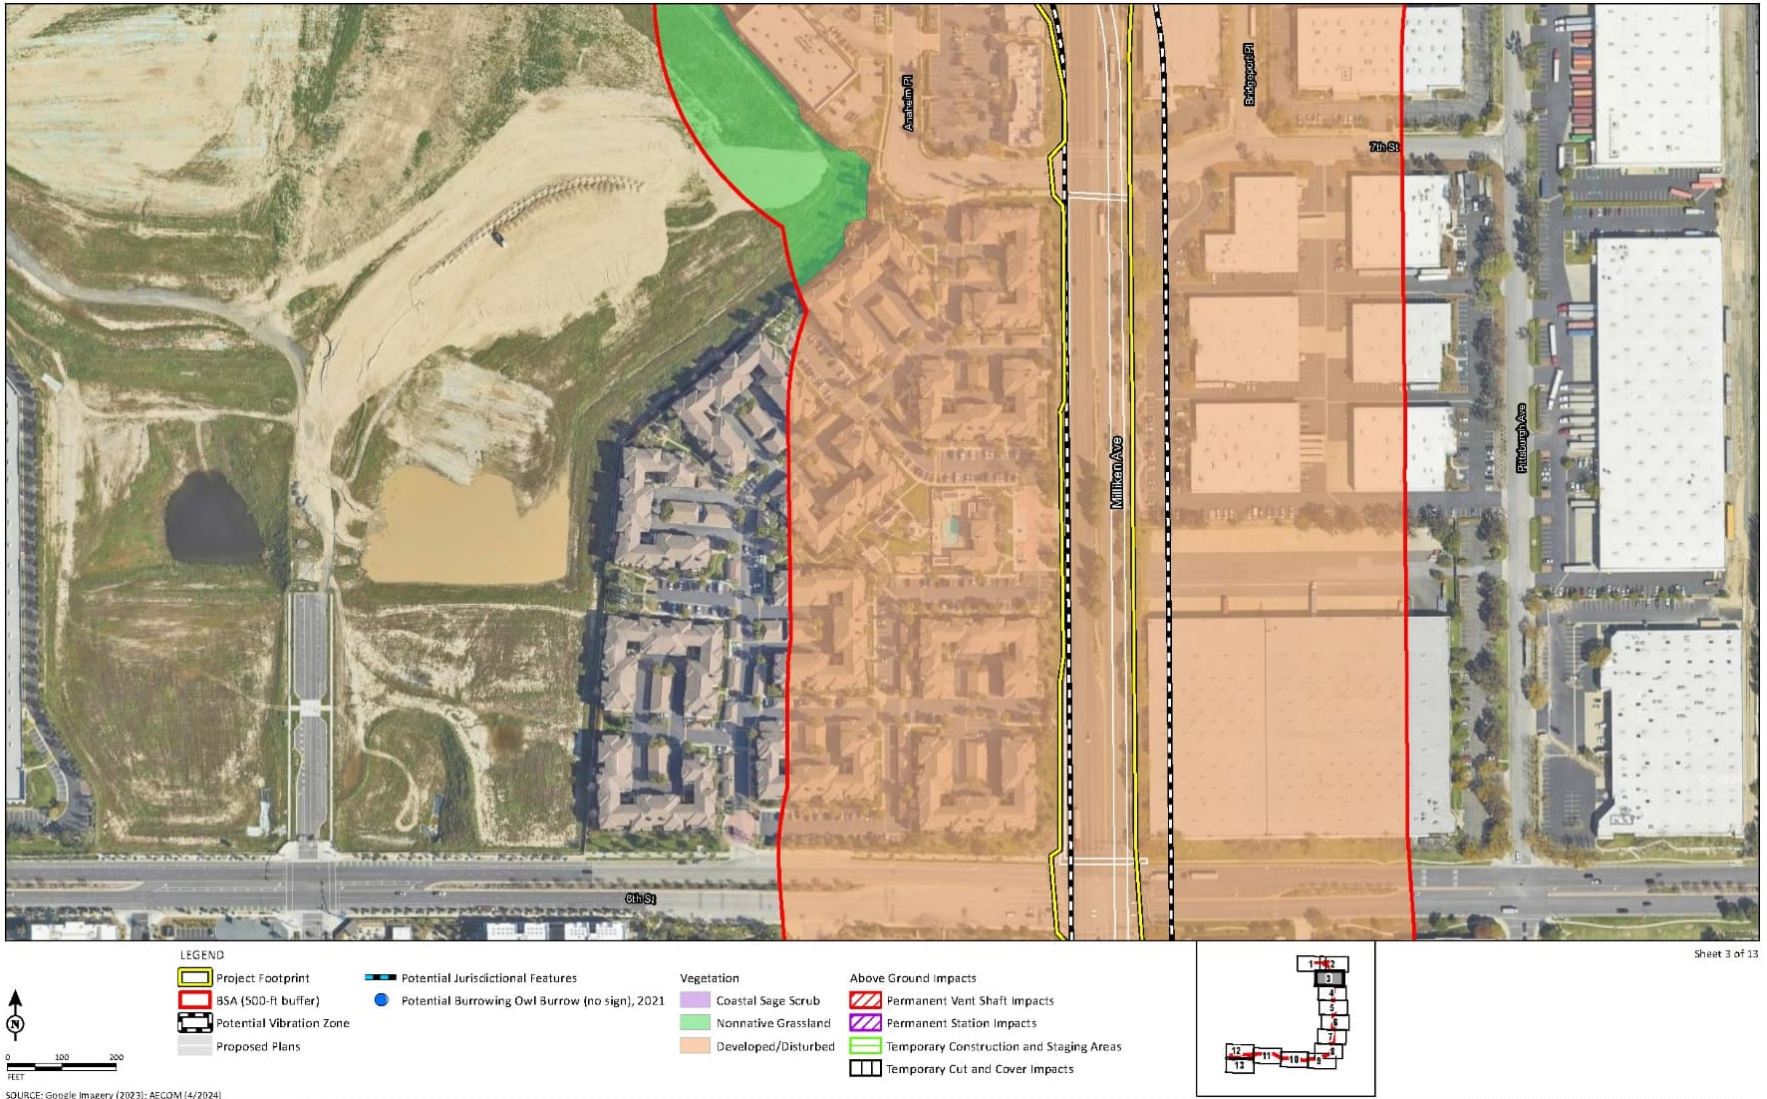 Anaheim Pl
Bridgeport Pl
7th St
Milliken Ave
Pittsburgh Ave
6th St
Sheet 3 of 13
LEGEND
Project Footprint
BSA (500-ft buffer)
Potential Vibration Zone
Proposed Plans
Potential Jurisdictional Features
Potential Burrowing Owl Burrow (no sign), 2021
Vegetation
Coastal Sage Scrub
Nonnative Grassland
Developed/Disturbed
Above Ground Impacts
Permanent Vent Shaft Impacts
Permanent Station Impacts
Temporary Construction and Staging Areas
Temporary Cut and Cover Impacts
N
0 100 200
FEET
1 2
3
4
5
6
7
8
12 11 10 9
13
SOURCE: Google Imagery (2023); AECOM (4/2024)